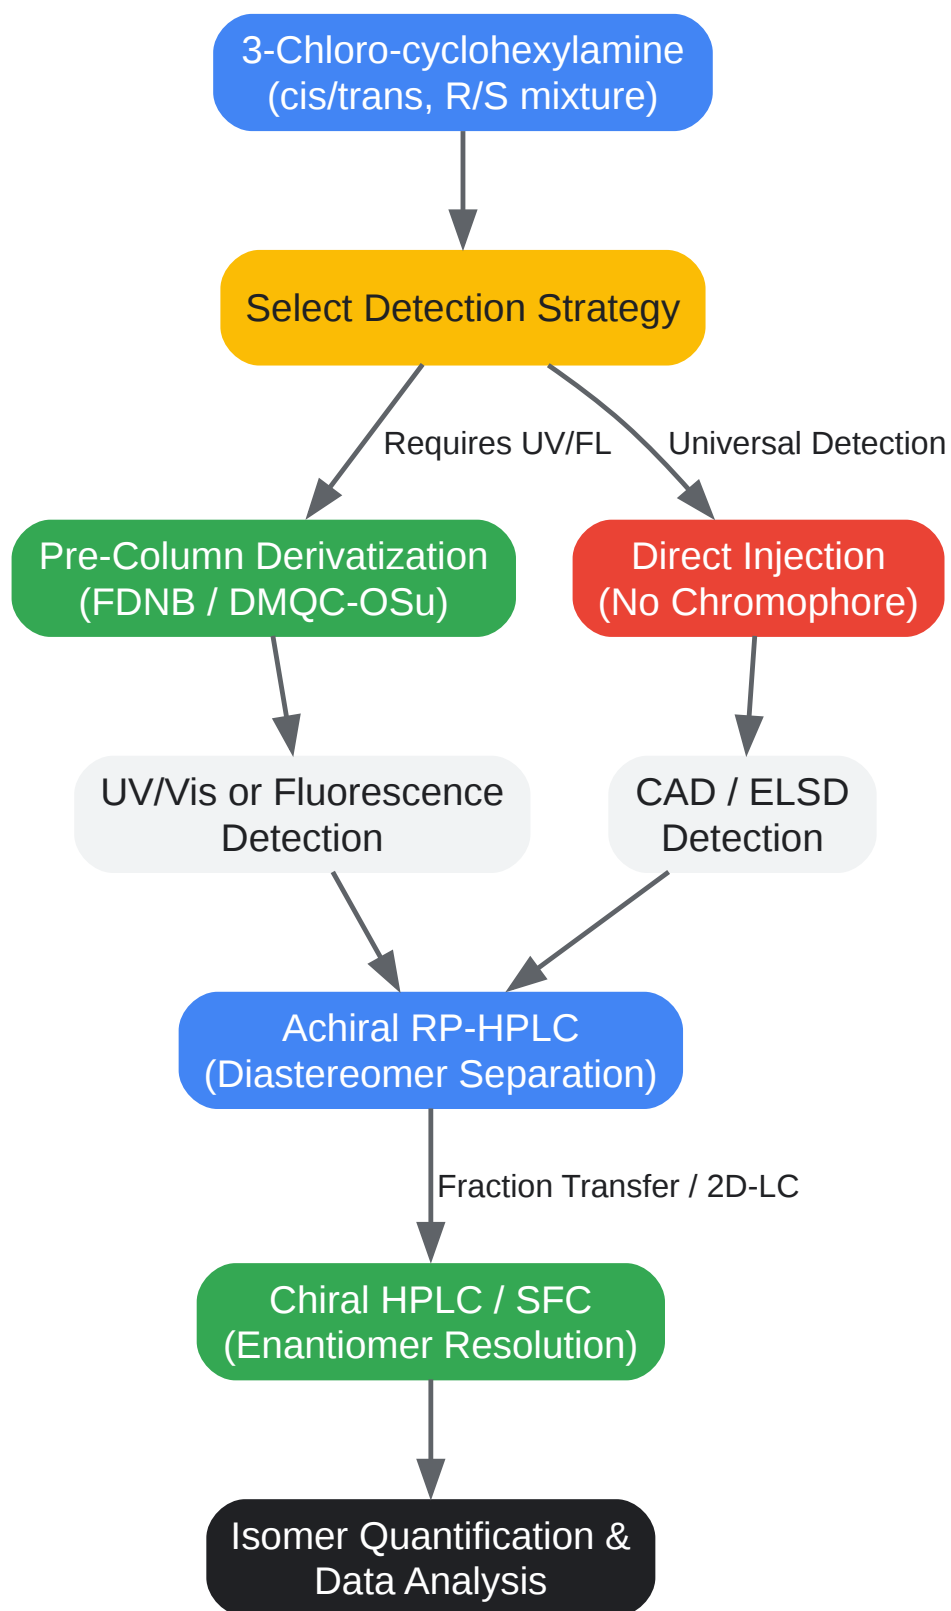 3-Chloro-cyclohexylamine
(cis/trans, R/S mixture)
Select Detection Strategy
Requires UV/FL
Universal Detection
Pre-Column Derivatization
(FDNB / DMQC-OSu)
Direct Injection
(No Chromophore)
UV/Vis or Fluorescence
Detection
CAD / ELSD
Detection
Achiral RP-HPLC
(Diastereomer Separation)
Fraction Transfer / 2D-LC
Chiral HPLC / SFC
(Enantiomer Resolution)
Isomer Quantification &
Data Analysis